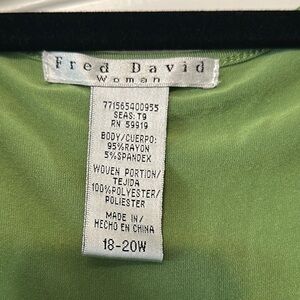 Fred David
Woman
771565400955
SEAS: T9
RN 59919
BODY/CUERPO:
95%RAYON
5%SPANDEX
WOVEN PORTION/
TEJIDA
100%POLYESTER/
POLIESTER
MADE IN/
HECHO EN CHINA
18-20W